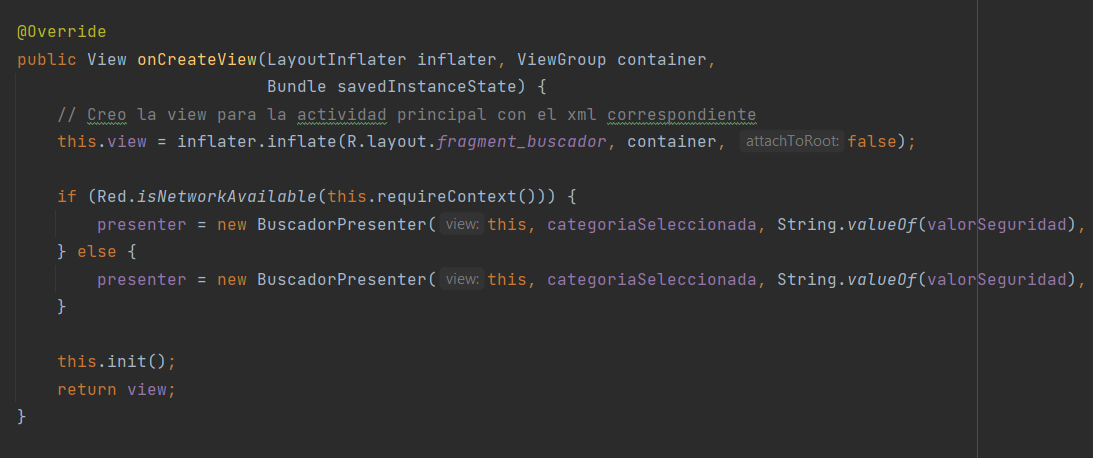 @Override
public View onCreateView(LayoutInflater inflater, ViewGroup container,
Bundle savedInstanceState) {
// Creo la view para la actividad principal con el xml correspondiente
this.view = inflater.inflate(R.layout.fragment_buscador, container, attachToRoot: false);
if (Red.isNetworkAvailable(this.requireContext())) {
presenter = new BuscadorPresenter( view: this, categoriaSeleccionada, String.valueOf(valorSeguridad),
} else {
presenter = new BuscadorPresenter( view: this, categoriaSeleccionada, String.valueOf(valorSeguridad),
}
this.init();
return view;
}